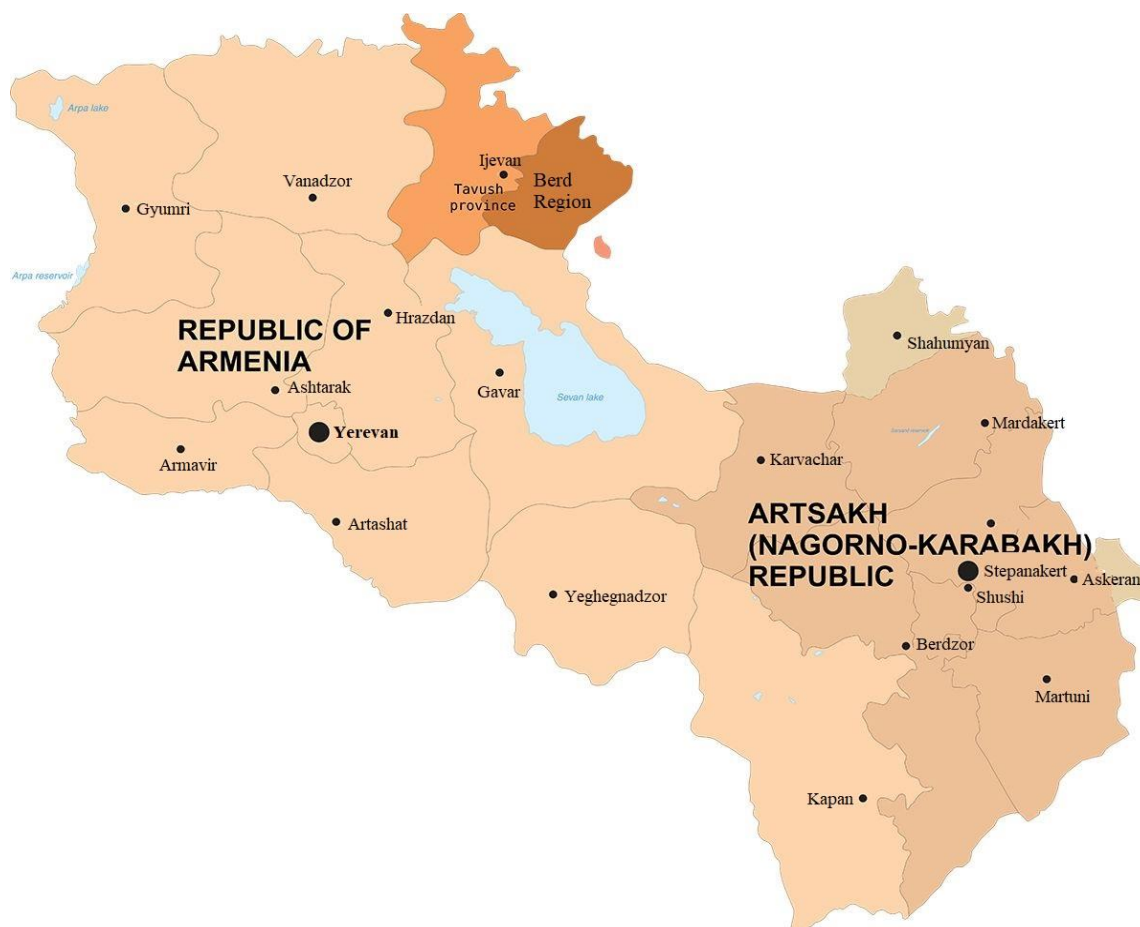 Arpa lake
Ijevan
Tavush
province
Berd
Region
Vanadzor
Gyumri
Arpa reservoir
Hrazdan
REPUBLIC OF
ARMENIA
Shahumyan
Ashtarak
Gavar
Sevan lake
Yerevan
Mardakert
Armavir
Karvachar
Artashat
ARTSAKH
(NAGORNO-KARABAKH)
REPUBLIC
Stepanakert
Askeran
Shushi
Yeghegnadzor
Berdzor
Martuni
Kapan